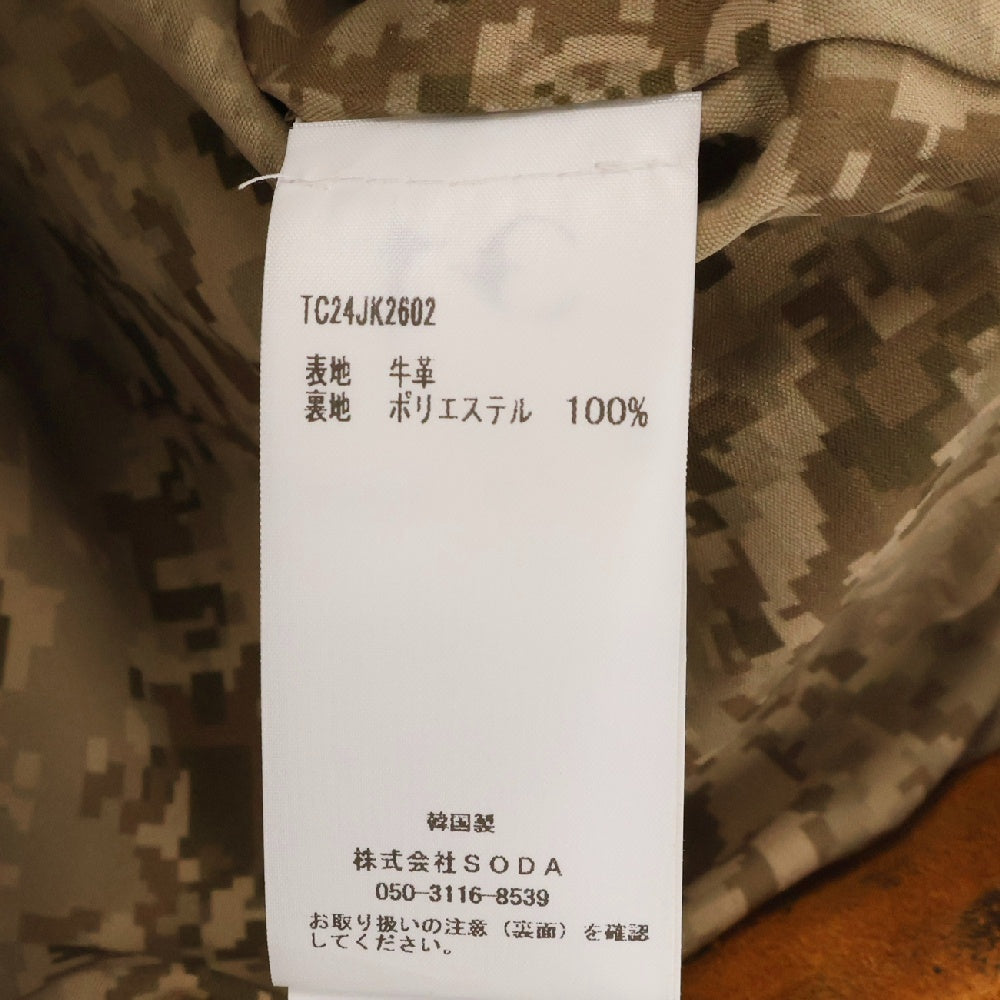 TC24JK2602
表地 牛革
裏地 ポリエステル 100%
韓国製
株式会社SODA
050-3116-8539
お取り扱いの注意（裏面）を確認
してください。